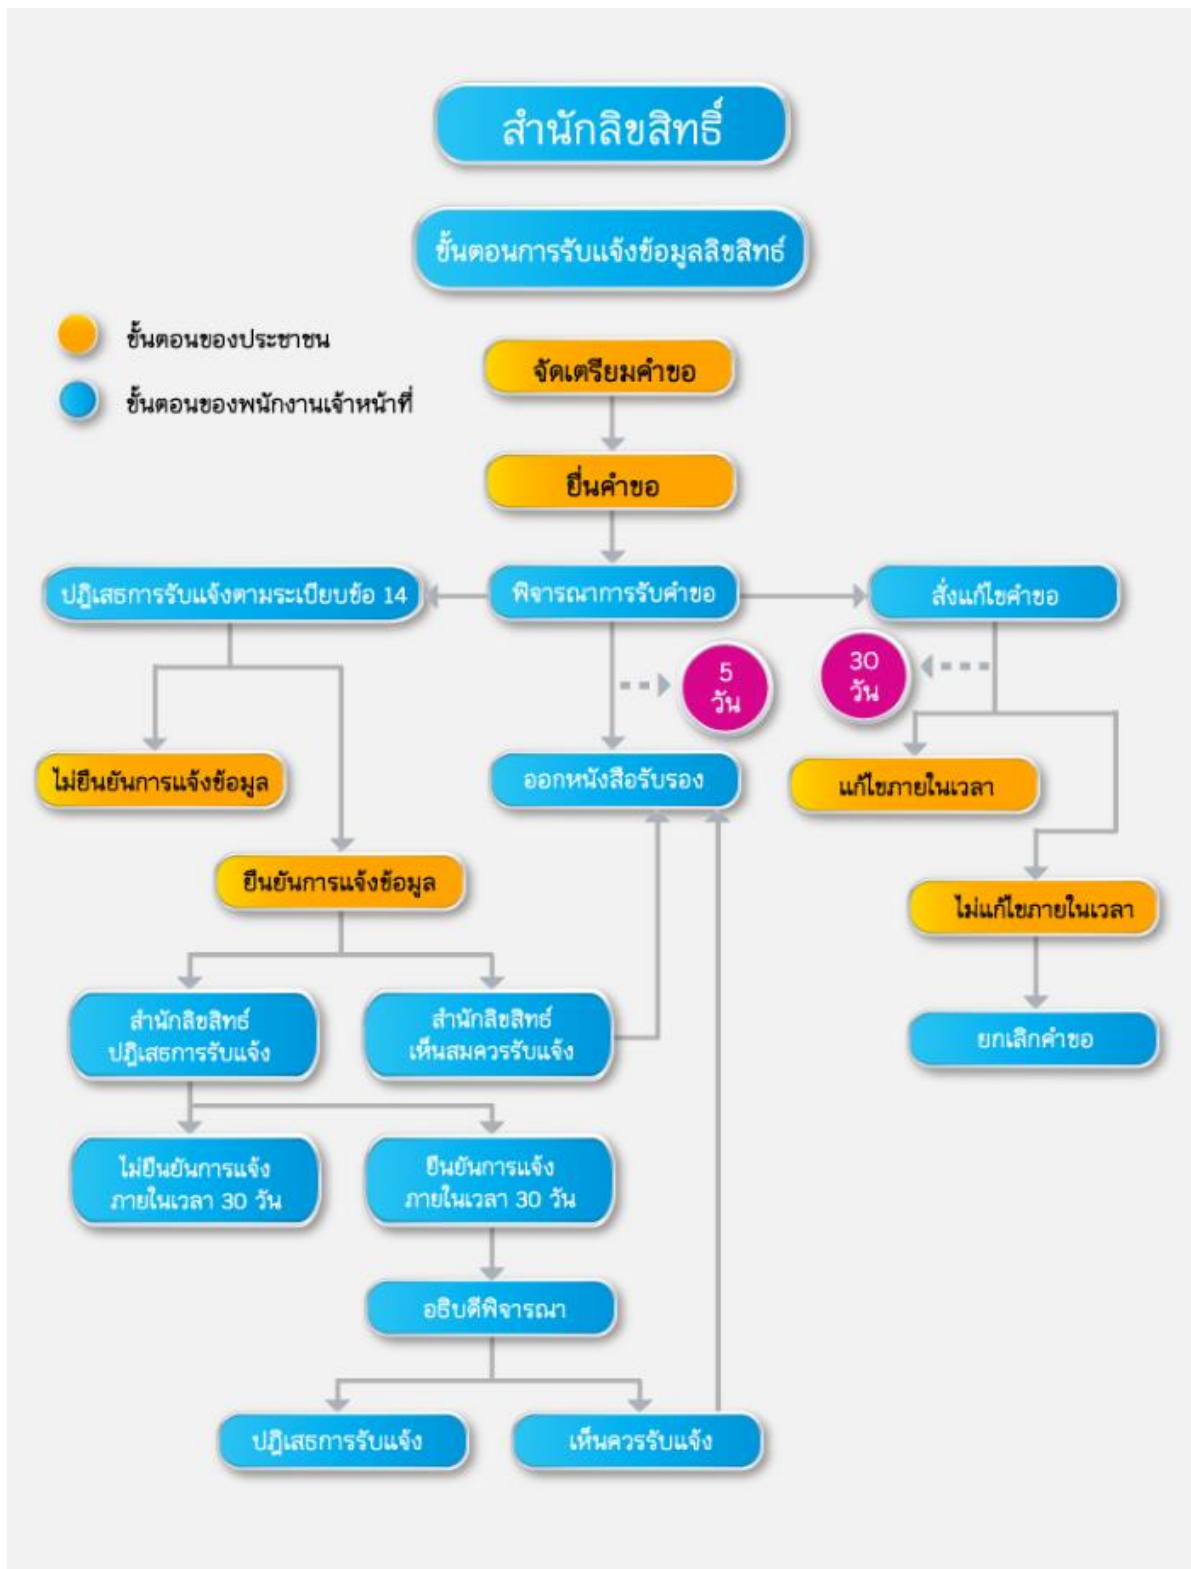 สำนักลิขสิทธิ์
ขั้นตอนการรับแจ้งข้อมูลลิขสิทธ์
ขั้นตอนของประชาชน
ขั้นตอนของพนักงานเจ้าหน้าที่
จัดเตรียมคำขอ
ยื่นคำขอ
ปฏิเสธการรับแจ้งตามระเบียบข้อ 14
พิจารณาการรับคำขอ
สั่งแก้ไขคำขอ
5
วัน
30
วัน
ไม่ยืนยันการแจ้งข้อมูล
ออกหนังสือรับรอง
แก้ไขภายในเวลา
ยืนยันการแจ้งข้อมูล
ไม่แก้ไขภายในเวลา
สำนักลิขสิทธ์
ปฏิเสธการรับแจ้ง
สำนักลิขสิทธ์
เห็นสมควรรับแจ้ง
ยกเลิกคำขอ
ไม่ยืนยันการแจ้ง
ภายในเวลา 30 วัน
ยืนยันการแจ้ง
ภายในเวลา 30 วัน
อธิบดีพิจารณา
ปฏิเสธการรับแจ้ง
เห็นควรรับแจ้ง